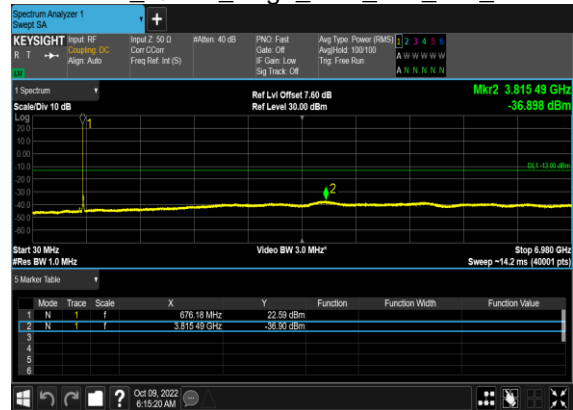 Spectrum Analyzer 1
Swept SA
KEYSIGHT
R T
Input: RF
Coupling: DC
Align: Auto
Input Z: 50 Ω
Corr CCorr
Freq Ref: Int (S)
#Atten: 40 dB
PNO: Fast
Gate: Off
IF Gain: Low
Sig Track: Off
Avg Type: Power (RMS)
Avg|Hold: 100/100
Trig: Free Run
1 2 3 4 5 6
A W W W W W
A N N N N N
1 Spectrum
Scale/Div 10 dB
Ref Lvl Offset 7.60 dB
Ref Level 30.00 dBm
Mkr2 3.815 49 GHz
-36.898 dBm
Log
20.0
10.0
0.00
-10.0
-20.0
-30.0
-40.0
-50.0
-60.0
1
2
DL1 -13.00 dBm
Start 30 MHz
#Res BW 1.0 MHz
Video BW 3.0 MHz*
Stop 6.980 GHz
Sweep ~14.2 ms (40001 pts)
5 Marker Table
Mode Trace Scale X Y Function Function Width Function Value
1 N 1 f 676.18 MHz 22.59 dBm
2 N 1 f 3.815 49 GHz -36.90 dBm
3
4
5
6
?
Oct 09, 2022
6:15:20 AM